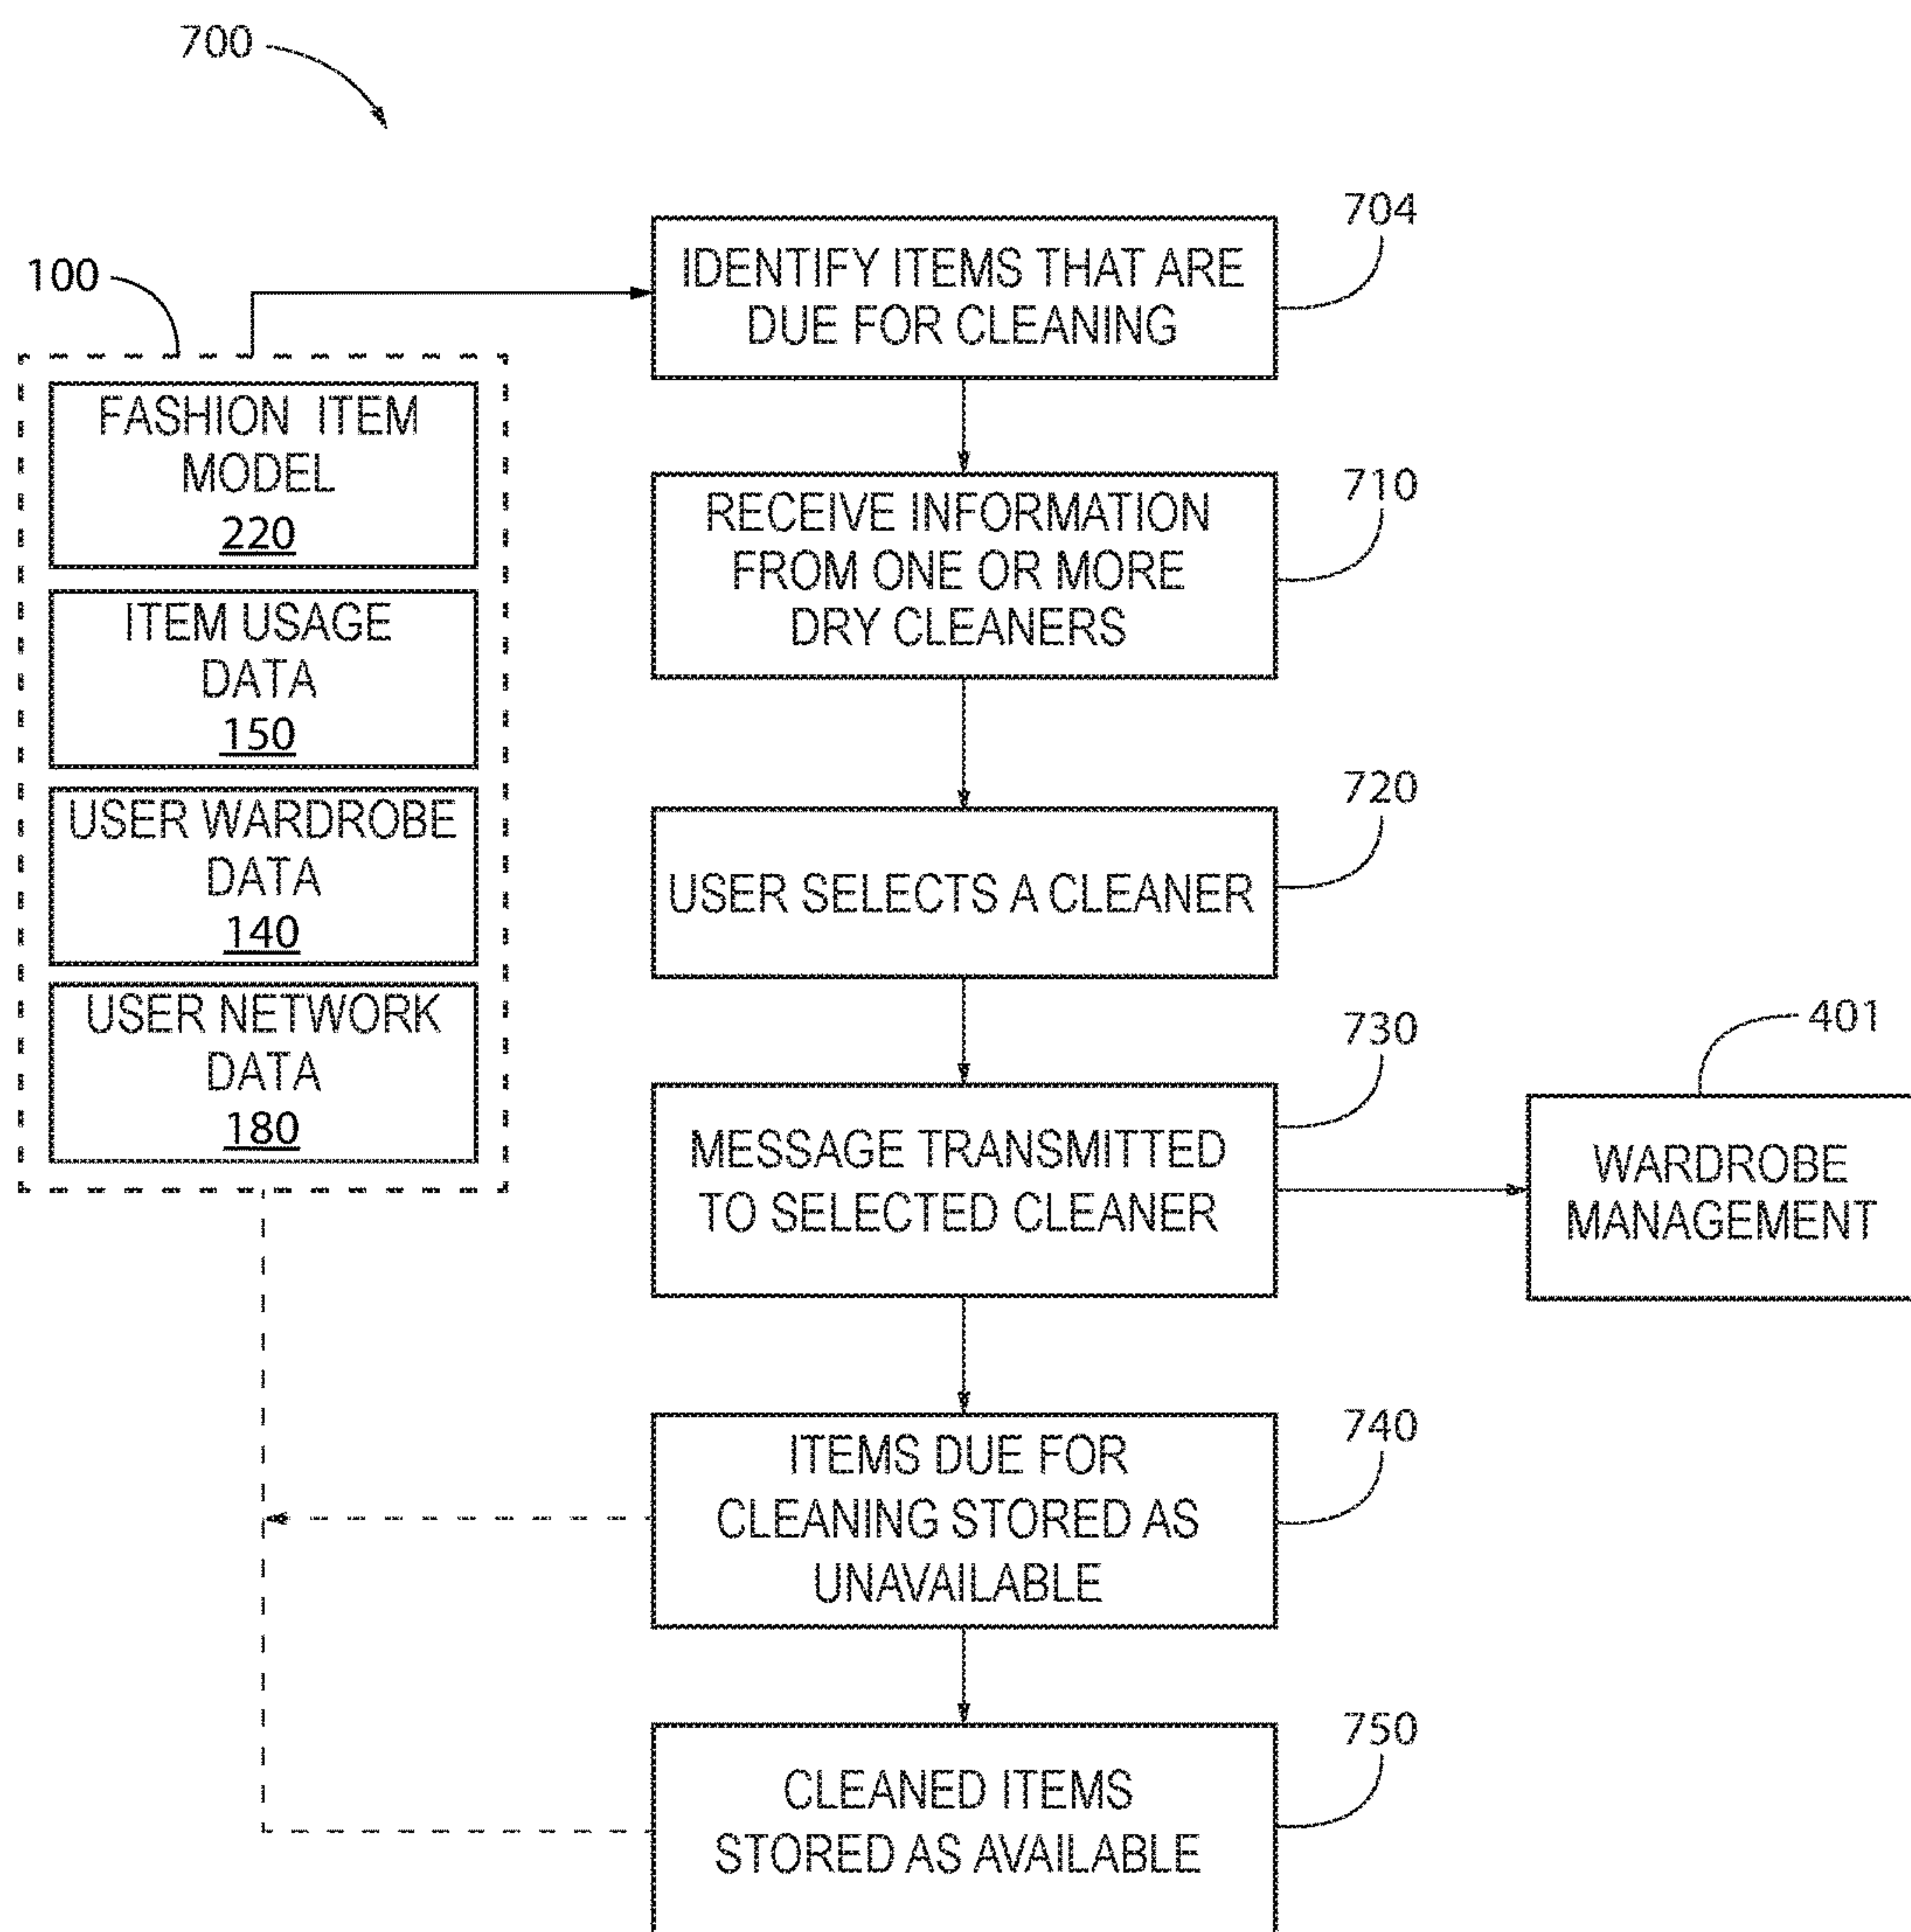 700
704
IDENTIFY ITEMS THAT ARE
DUE FOR CLEANING
100
FASHION ITEM
MODEL
220
ITEM USAGE
DATA
150
USER WARDROBE
DATA
140
USER NETWORK
DATA
180
710
RECEIVE INFORMATION
FROM ONE OR MORE
DRY CLEANERS
720
USER SELECTS A CLEANER
730
MESSAGE TRANSMITTED
TO SELECTED CLEANER
401
WARDROBE
MANAGEMENT
740
ITEMS DUE FOR
CLEANING STORED AS
UNAVAILABLE
750
CLEANED ITEMS
STORED AS AVAILABLE